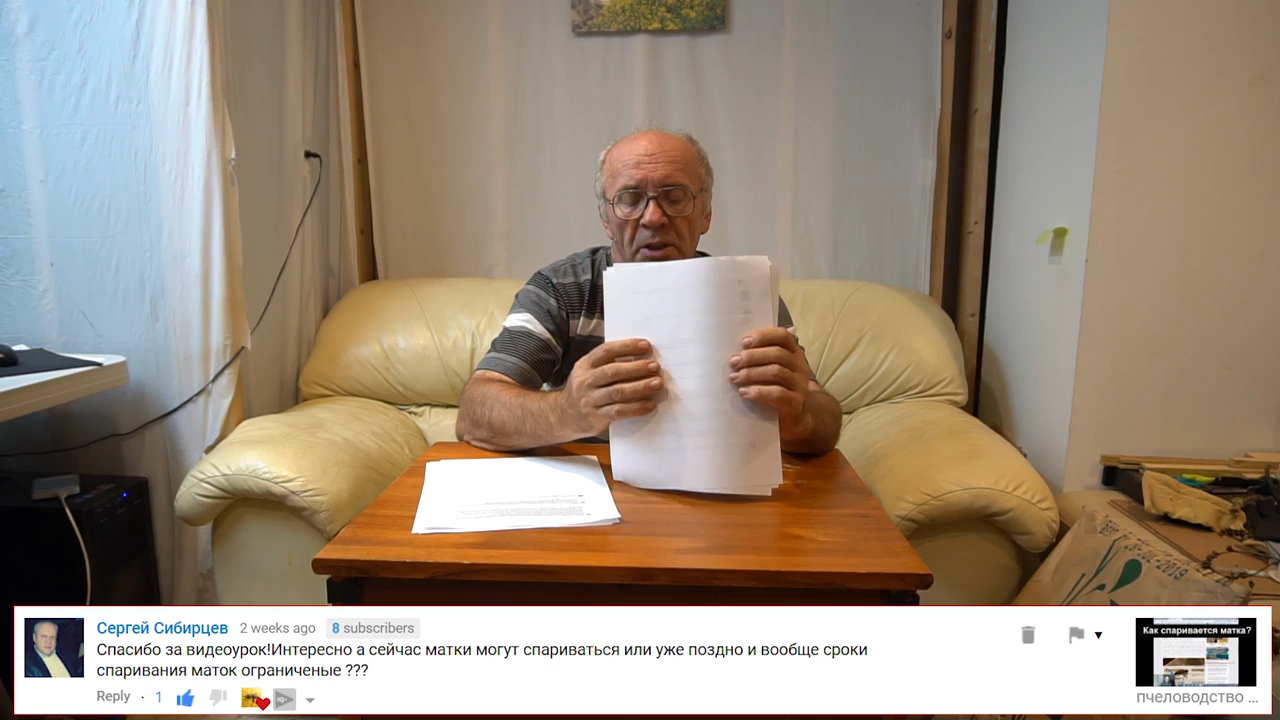 Сергей Сибирцев 2 weeks ago 8 subscribers
Спасибо за видеоурок!Интересно а сейчас матки могут спариваться или уже поздно и вообще сроки
спаривания маток ограниченые ???
Reply · 1
Как спаривается матка?
пчеловодство ...